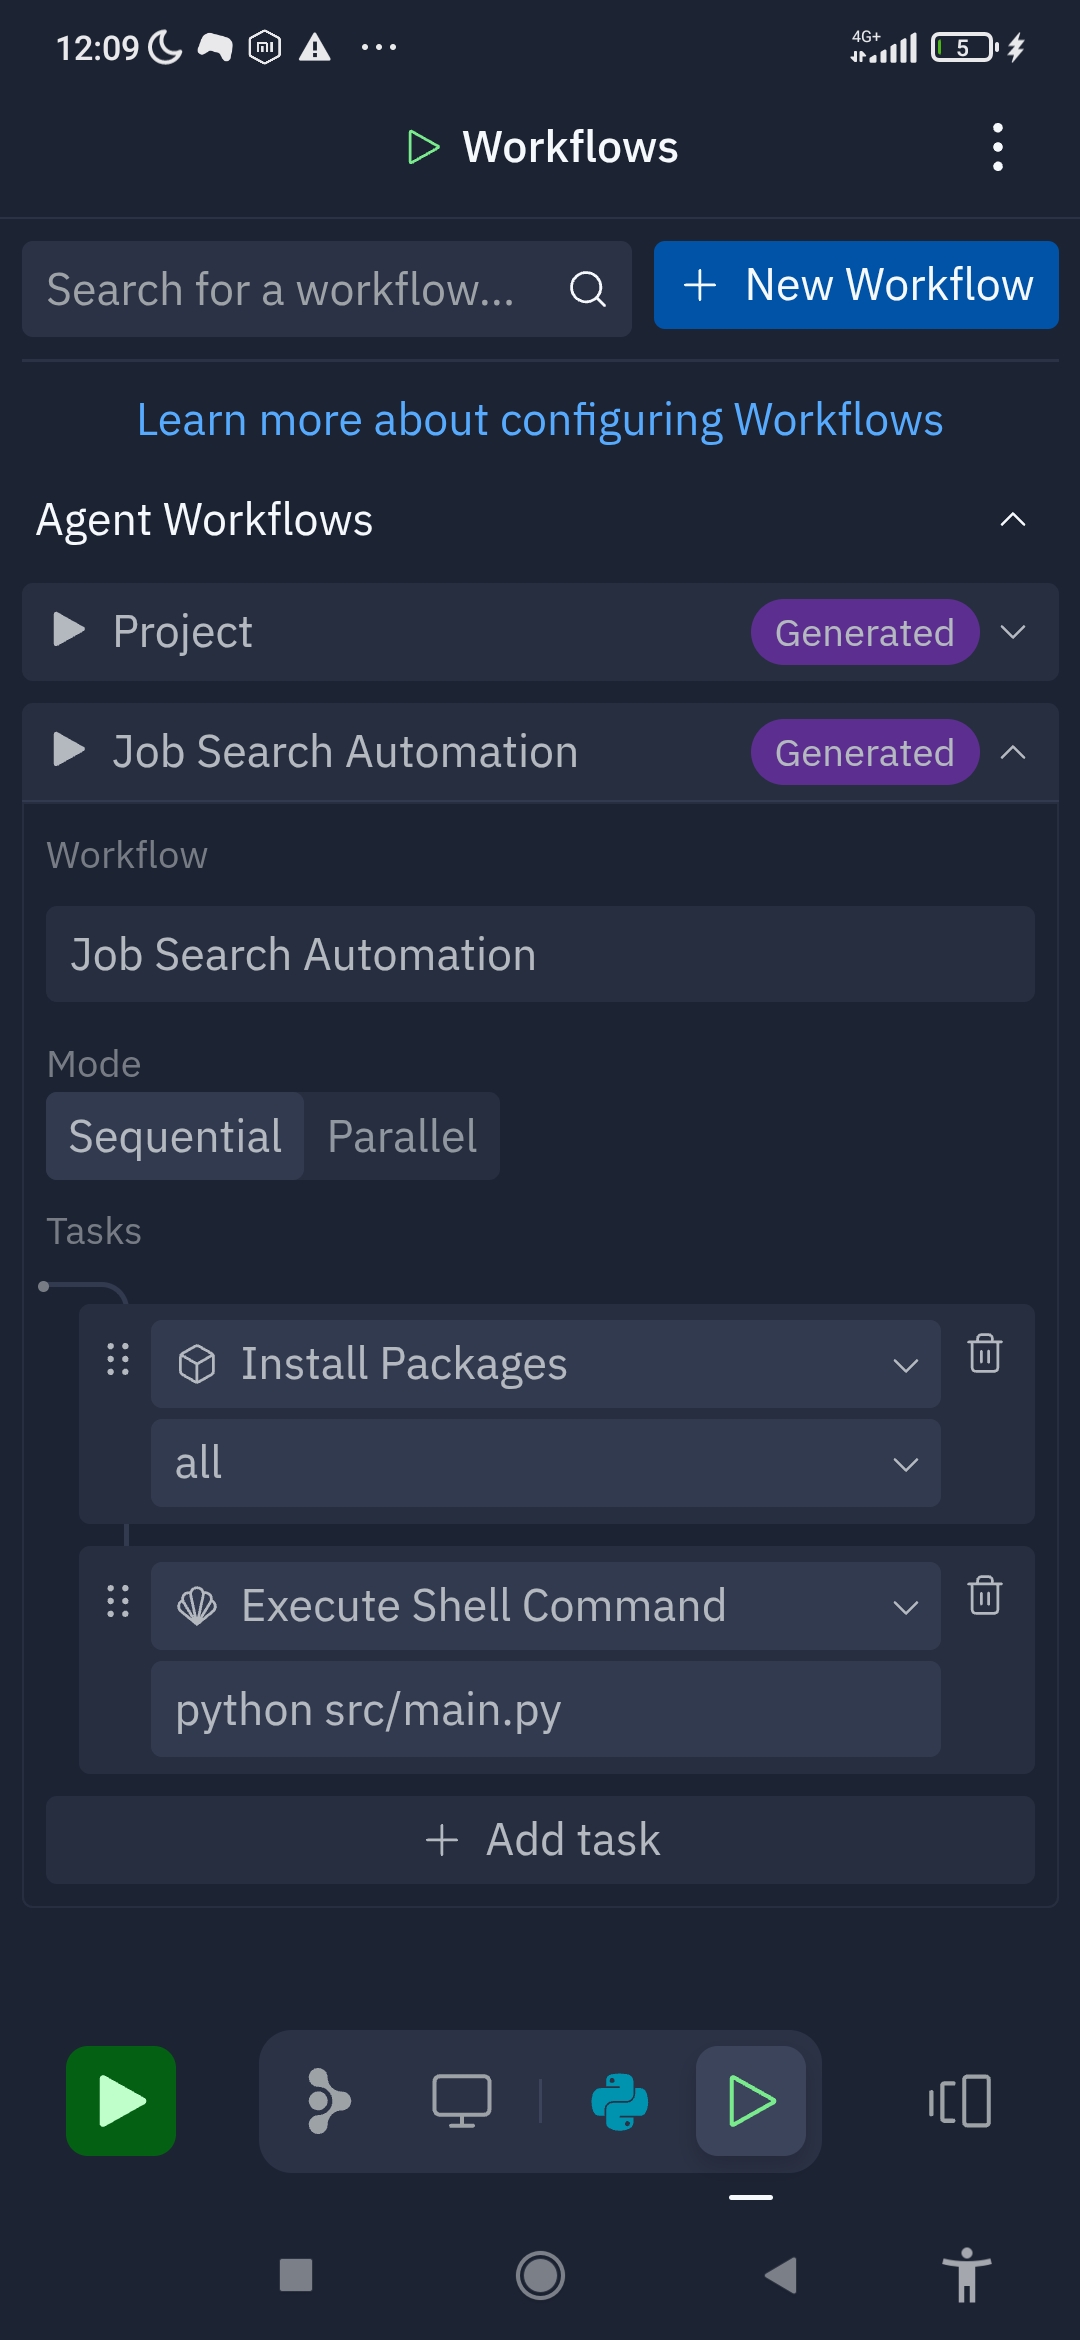 12:09
4G+
5
Workflows
Search for a workflow...
New Workflow
Learn more about configuring Workflows
Agent Workflows
Project
Generated
Job Search Automation
Generated
Workflow
Job Search Automation
Mode
Sequential
Parallel
Tasks
Install Packages
all
Execute Shell Command
python src/main.py
Add task